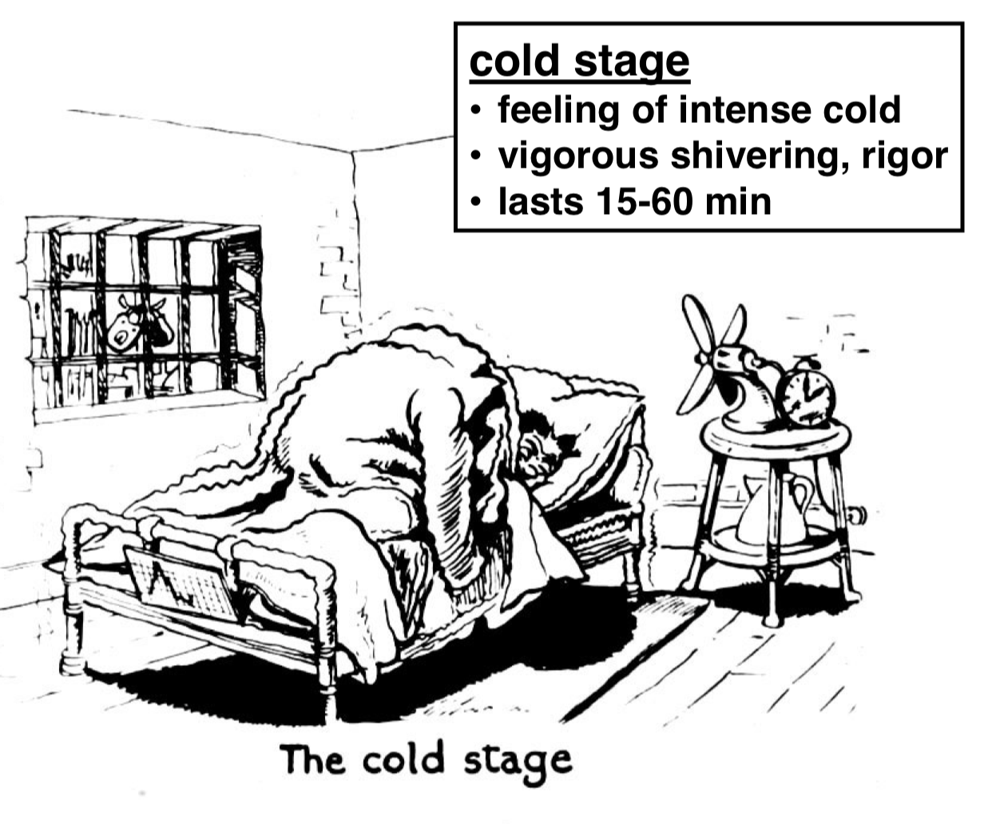 cold stage
• feeling of intense cold
• vigorous shivering, rigor
• lasts 15-60 min
The cold stage